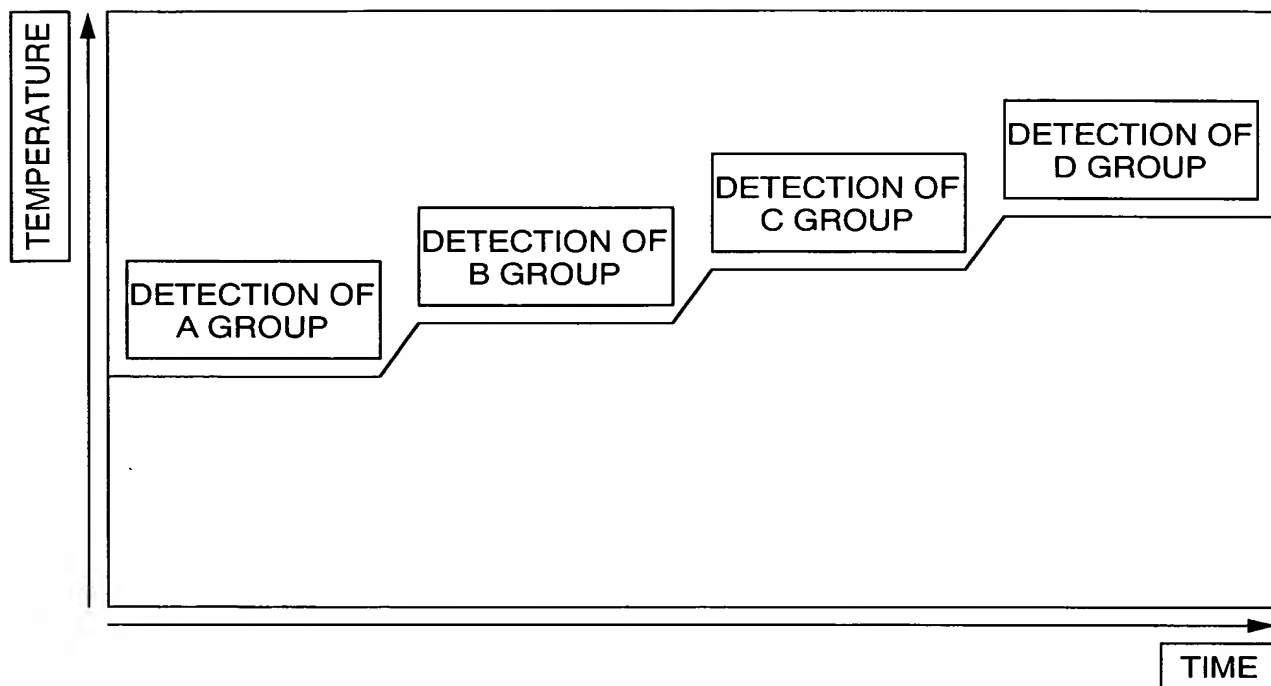 TEMPERATURE
DETECTION OF
A GROUP
DETECTION OF
B GROUP
DETECTION OF
C GROUP
DETECTION OF
D GROUP
TIME